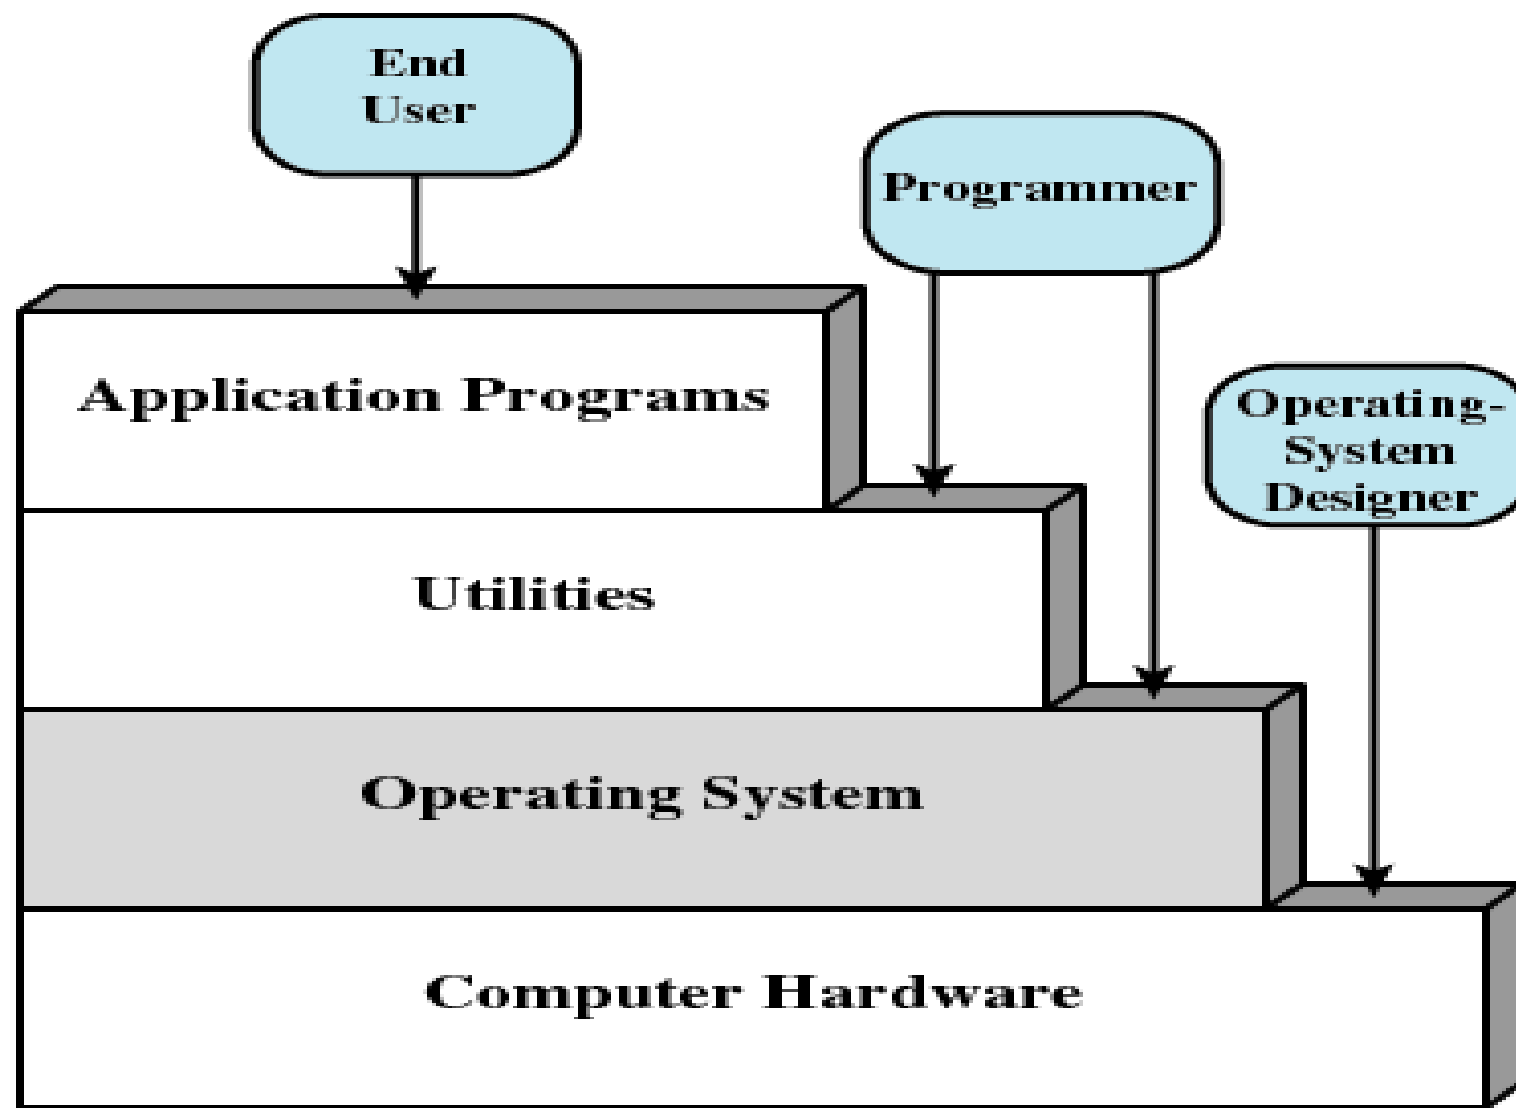 End
User
Programmer
Application Programs
Operating-
System
Designer
Utilities
Operating System
Computer Hardware